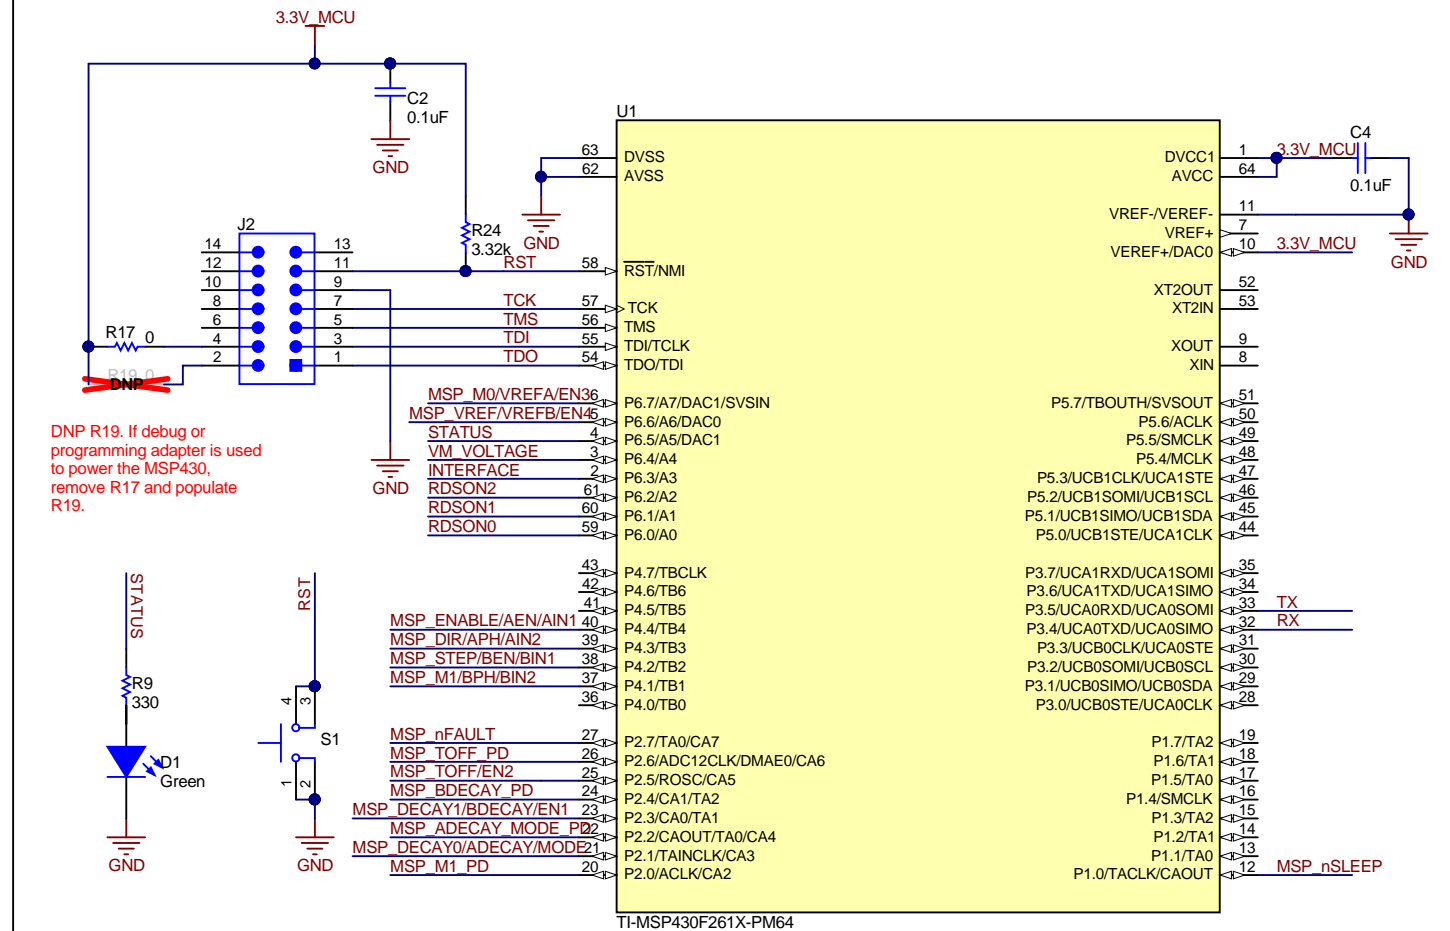 3.3V_MCU
C2
0.1uF
GND
J2
14
13
12
11
10
9
8
7
6
5
4
3
2
1
R24
3.32k
R17
0
R19 0
DNP
DNP R19. If debug or
programming adapter is used
to power the MSP430,
remove R17 and populate
R19.
GND
STATUS
R9
330
D1
Green
GND
RST
4
3
S1
1
2
GND
U1
63 DVSS
62 AVSS
GND
RST 58 RST/NMI
TCK 57 TCK
TMS 56 TMS
TDI 55 TDI/TCLK
TDO 54 TDO/TDI
MSP_M0/VREFA/EN3 6 P6.7/A7/DAC1/SVSIN
MSP_VREF/VREFB/EN4 5 P6.6/A6/DAC0
STATUS 4 P6.5/A5/DAC1
VM_VOLTAGE 3 P6.4/A4
INTERFACE 2 P6.3/A3
RDSON2 61 P6.2/A2
RDSON1 60 P6.1/A1
RDSON0 59 P6.0/A0
43 P4.7/TBCLK
42 P4.6/TB6
41 P4.5/TB5
MSP_ENABLE/AEN/AIN1 40 P4.4/TB4
MSP_DIR/APH/AIN2 39 P4.3/TB3
MSP_STEP/BEN/BIN1 38 P4.2/TB2
MSP_M1/BPH/BIN2 37 P4.1/TB1
36 P4.0/TB0
MSP_nFAULT 27 P2.7/TA0/CA7
MSP_TOFF_PD 26 P2.6/ADC12CLK/DMAE0/CA6
MSP_TOFF/EN2 25 P2.5/ROSC/CA5
MSP_BDECAY_PD 24 P2.4/CA1/TA2
MSP_DECAY1/BDECAY/EN1 23 P2.3/CA0/TA1
MSP_ADECAY_MODE_PD 22 P2.2/CAOUT/TA0/CA4
MSP_DECAY0/ADECAY/MODE 21 P2.1/TAINCLK/CA3
MSP_M1_PD 20 P2.0/ACLK/CA2
DVCC1 1 3.3V_MCU
AVCC 64
C4
0.1uF
GND
VREF-/VEREF- 11
VREF+ 7
VEREF+/DAC0 10 3.3V_MCU
XT2OUT 52
XT2IN 53
XOUT 9
XIN 8
P5.7/TBOUTH/SVSOUT 51
P5.6/ACLK 50
P5.5/SMCLK 49
P5.4/MCLK 48
P5.3/UCB1CLK/UCA1STE 47
P5.2/UCB1SOMI/UCB1SCL 46
P5.1/UCB1SIMO/UCB1SDA 45
P5.0/UCB1STE/UCA1CLK 44
P3.7/UCA1RXD/UCA1SOMI 35
P3.6/UCA1TXD/UCA1SIMO 34
P3.5/UCA0RXD/UCA0SOMI 33 TX
P3.4/UCA0TXD/UCA0SIMO 32 RX
P3.3/UCB0CLK/UCA0STE 31
P3.2/UCB0SOMI/UCB0SCL 30
P3.1/UCB0SIMO/UCB0SDA 29
P3.0/UCB0STE/UCA0CLK 28
P1.7/TA2 19
P1.6/TA1 18
P1.5/TA0 17
P1.4/SMCLK 16
P1.3/TA2 15
P1.2/TA1 14
P1.1/TA0 13
P1.0/TACLK/CAOUT 12 MSP_nSLEEP
TI-MSP430F261X-PM64